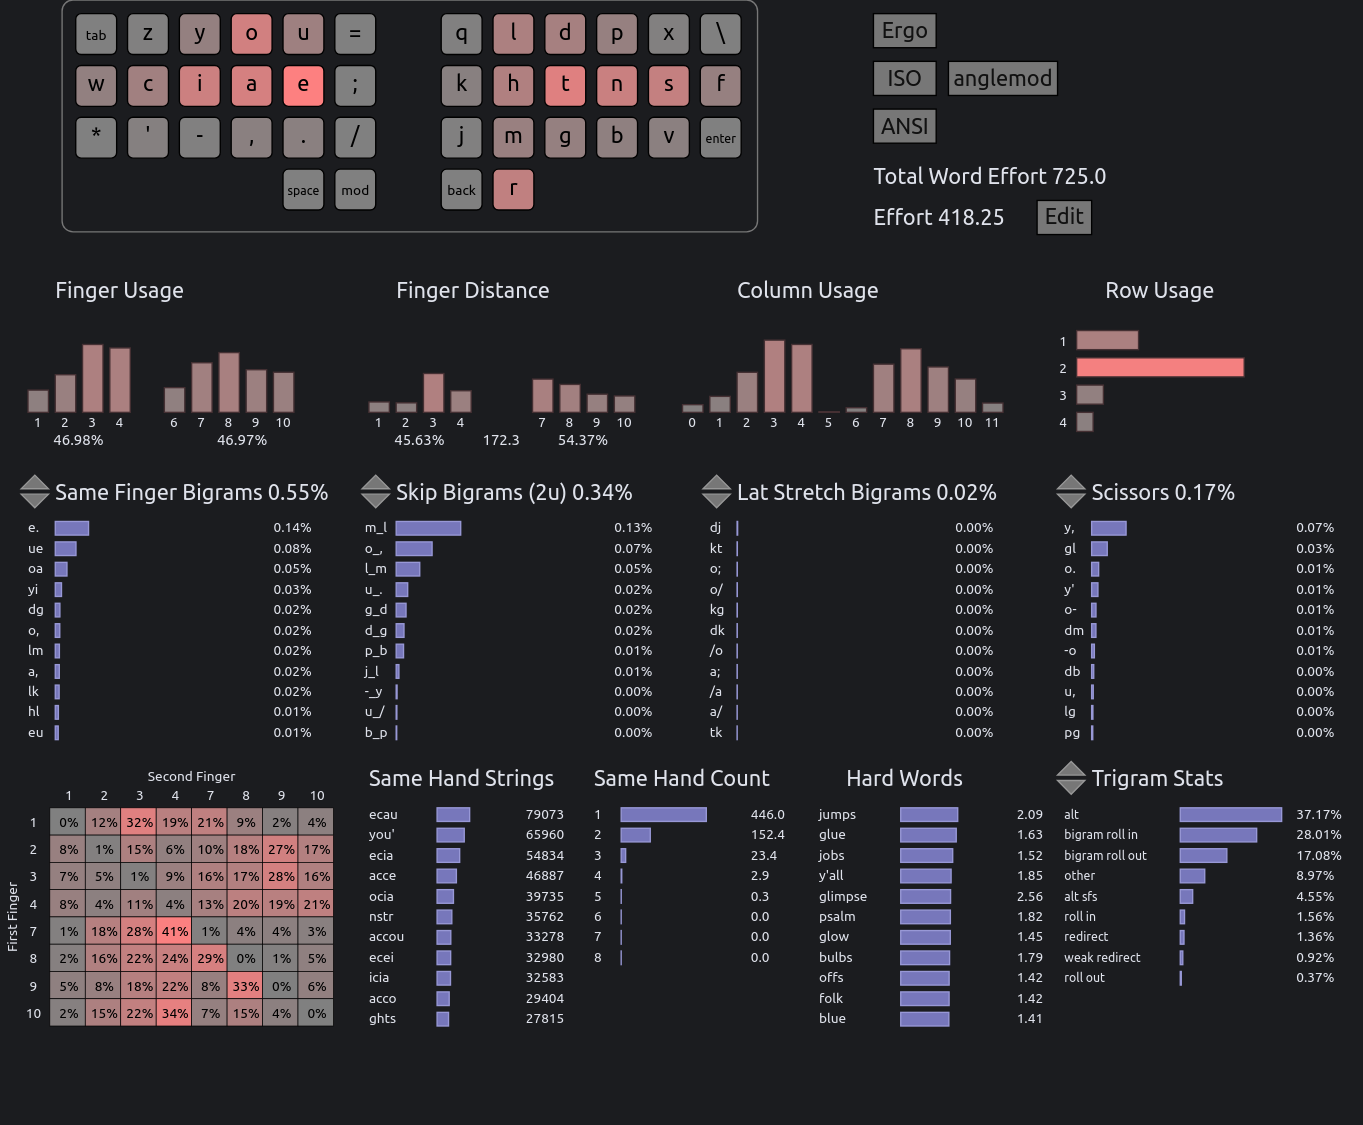 tab z y o u = q l d p x \ Ergo
w c i a e ; k h t n s f ISO anglemod
* ' - , . / j m g b v enter ANSI
space mod back r
Total Word Effort 725.0
Effort 418.25 Edit
Finger Usage Finger Distance Column Usage Row Usage
1
2
3
4
1 2 3 4 6 7 8 9 10 1 2 3 4 7 8 9 10 0 1 2 3 4 5 6 7 8 9 10 11
46.98% 46.97% 45.63% 172.3 54.37%
Same Finger Bigrams 0.55% Skip Bigrams (2u) 0.34% Lat Stretch Bigrams 0.02% Scissors 0.17%
e. 0.14% m_l 0.13% dj 0.00% y, 0.07%
ue 0.08% o_, 0.07% kt 0.00% gl 0.03%
oa 0.05% l_m 0.05% o; 0.00% o. 0.01%
yi 0.03% u_. 0.02% o/ 0.00% y' 0.01%
dg 0.02% g_d 0.02% kg 0.00% o- 0.01%
o, 0.02% d_g 0.02% dk 0.00% dm 0.01%
lm 0.02% p_b 0.01% /o 0.00% -o 0.01%
a, 0.02% j_l 0.01% a; 0.00% db 0.00%
lk 0.02% -_y 0.00% /a 0.00% u, 0.00%
hl 0.01% u_/ 0.00% a/ 0.00% lg 0.00%
eu 0.01% b_p 0.00% tk 0.00% pg 0.00%
Second Finger
1 2 3 4 7 8 9 10
First Finger
1 0% 12% 32% 19% 21% 9% 2% 4%
2 8% 1% 15% 6% 10% 18% 27% 17%
3 7% 5% 1% 9% 16% 17% 28% 16%
4 8% 4% 11% 4% 13% 20% 19% 21%
7 1% 18% 28% 41% 1% 4% 4% 3%
8 2% 16% 22% 24% 29% 0% 1% 5%
9 5% 8% 18% 22% 8% 33% 0% 6%
10 2% 15% 22% 34% 7% 15% 4% 0%
Same Hand Strings
ecau 79073
you' 65960
ecia 54834
acce 46887
ocia 39735
nstr 35762
accou 33278
ecei 32980
icia 32583
acco 29404
ghts 27815
Same Hand Count
1 446.0
2 152.4
3 23.4
4 2.9
5 0.3
6 0.0
7 0.0
8 0.0
Hard Words
jumps 2.09
glue 1.63
jobs 1.52
y'all 1.85
glimpse 2.56
psalm 1.82
glow 1.45
bulbs 1.79
offs 1.42
folk 1.42
blue 1.41
Trigram Stats
alt 37.17%
bigram roll in 28.01%
bigram roll out 17.08%
other 8.97%
alt sfs 4.55%
roll in 1.56%
redirect 1.36%
weak redirect 0.92%
roll out 0.37%